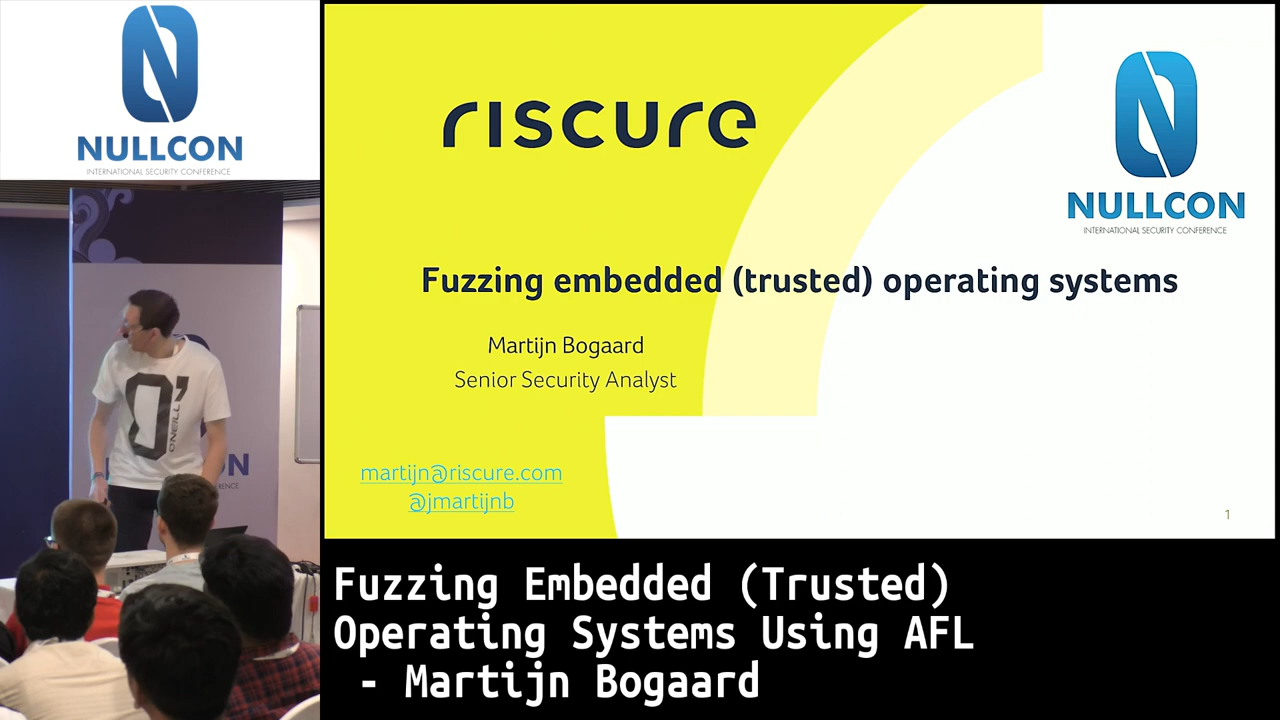 NULLCON
INTERNATIONAL SECURITY CONFERENCE
riscure
NULLCON
INTERNATIONAL SECURITY CONFERENCE
Fuzzing embedded (trusted) operating systems
Martijn Bogaard
Senior Security Analyst
martijn@riscure.com
@jmartijnb
1
O'NEILL
Fuzzing Embedded (Trusted)
Operating Systems Using AFL
- Martijn Bogaard